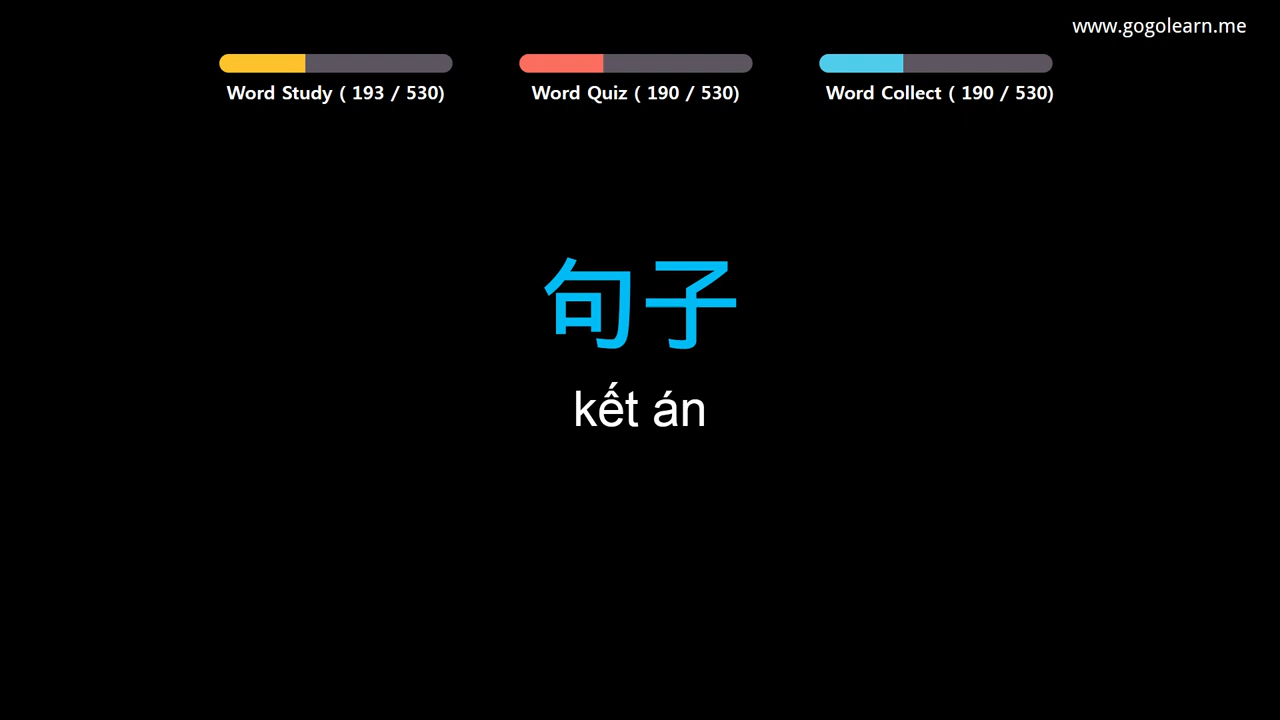 www.gogolearn.me
Word Study ( 193 / 530)
Word Quiz ( 190 / 530)
Word Collect ( 190 / 530)
句子
kết án